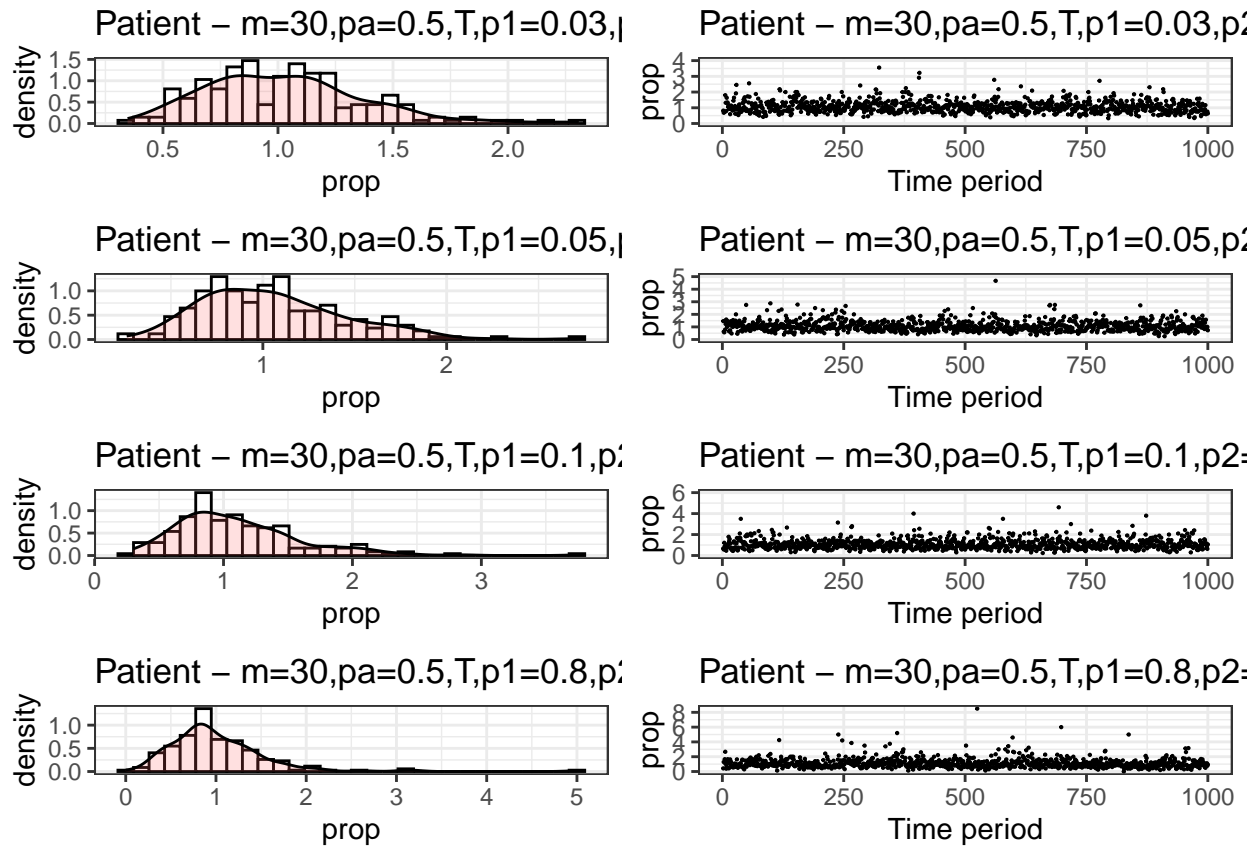 Patient – m=30,pa=0.5,T,p1=0.03,p
density
1.5
1.0
0.5
0.0
0.5 1.0 1.5 2.0
prop
Patient – m=30,pa=0.5,T,p1=0.03,p2
prop
4
3
2
1
0
0 250 500 750 1000
Time period
Patient – m=30,pa=0.5,T,p1=0.05,p
density
1.0
0.5
0.0
1 2
prop
Patient – m=30,pa=0.5,T,p1=0.05,p2
prop
5
4
3
2
1
0
0 250 500 750 1000
Time period
Patient – m=30,pa=0.5,T,p1=0.1,p2
density
1.0
0.5
0.0
0 1 2 3
prop
Patient – m=30,pa=0.5,T,p1=0.1,p2=
prop
6
4
2
0
0 250 500 750 1000
Time period
Patient – m=30,pa=0.5,T,p1=0.8,p2
density
1.0
0.5
0.0
0 1 2 3 4 5
prop
Patient – m=30,pa=0.5,T,p1=0.8,p2=
prop
8
6
4
2
0
0 250 500 750 1000
Time period